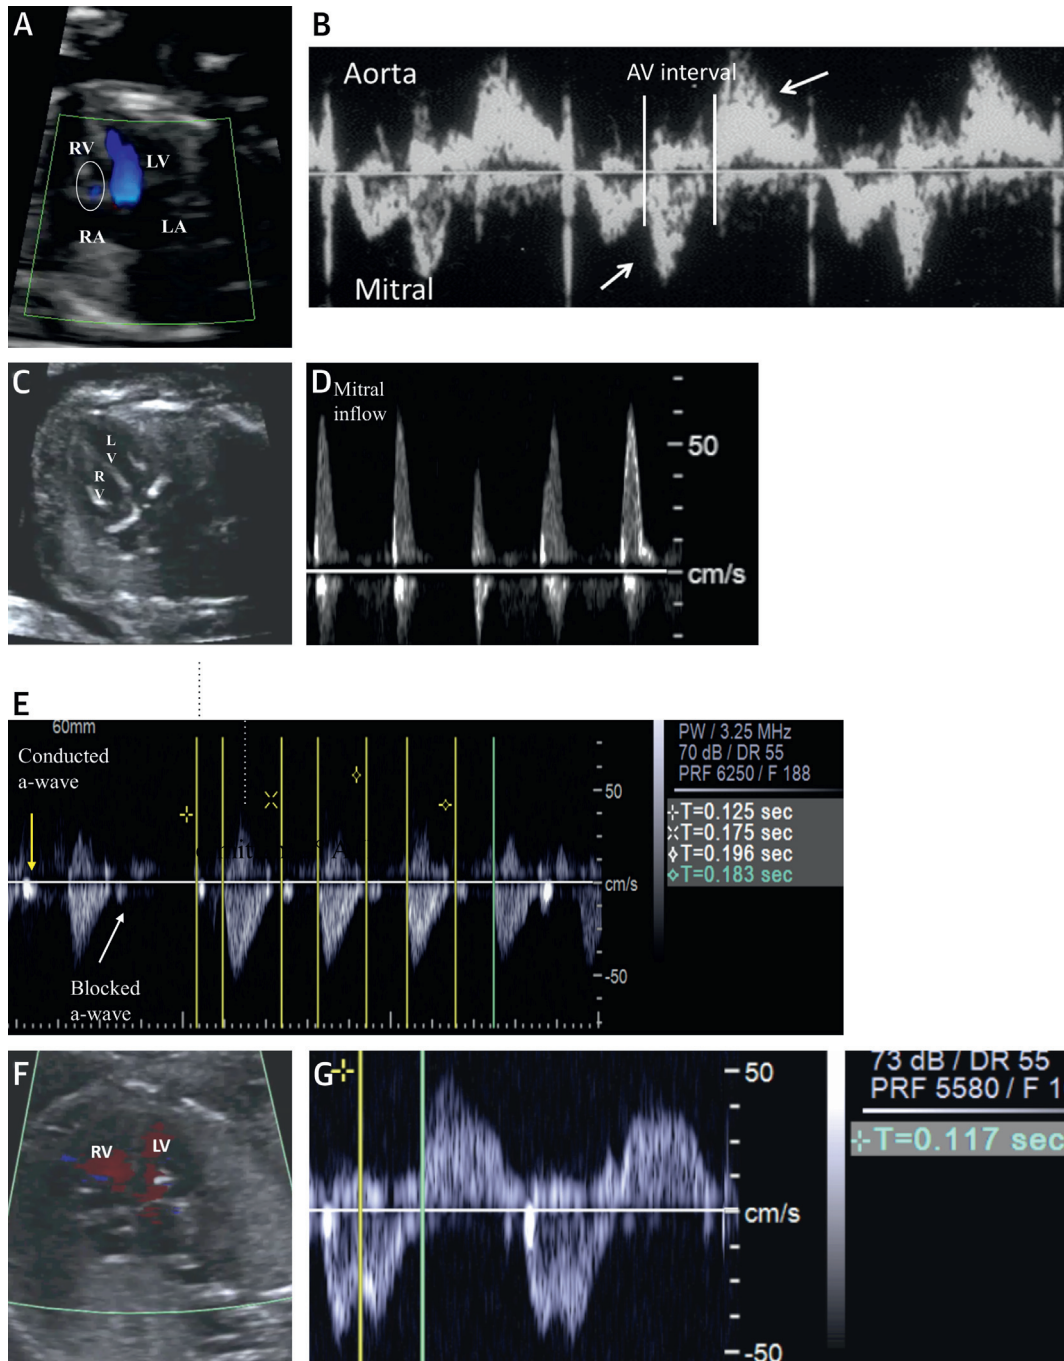 A
RV
LV
RA
LA
B
Aorta
AV interval
Mitral
C
L
V
R
V
D
Mitral
inflow
50
cm/s
E
60mm
Conducted
a-wave
Blocked
a-wave
50
cm/s
-50
PW / 3.25 MHz
70 dB / DR 55
PRF 6250 / F 188
T=0.125 sec
T=0.175 sec
T=0.196 sec
T=0.183 sec
F
RV
LV
G
50
cm/s
-50
73 dB / DR 55
PRF 5580 / F 1
T=0.117 sec